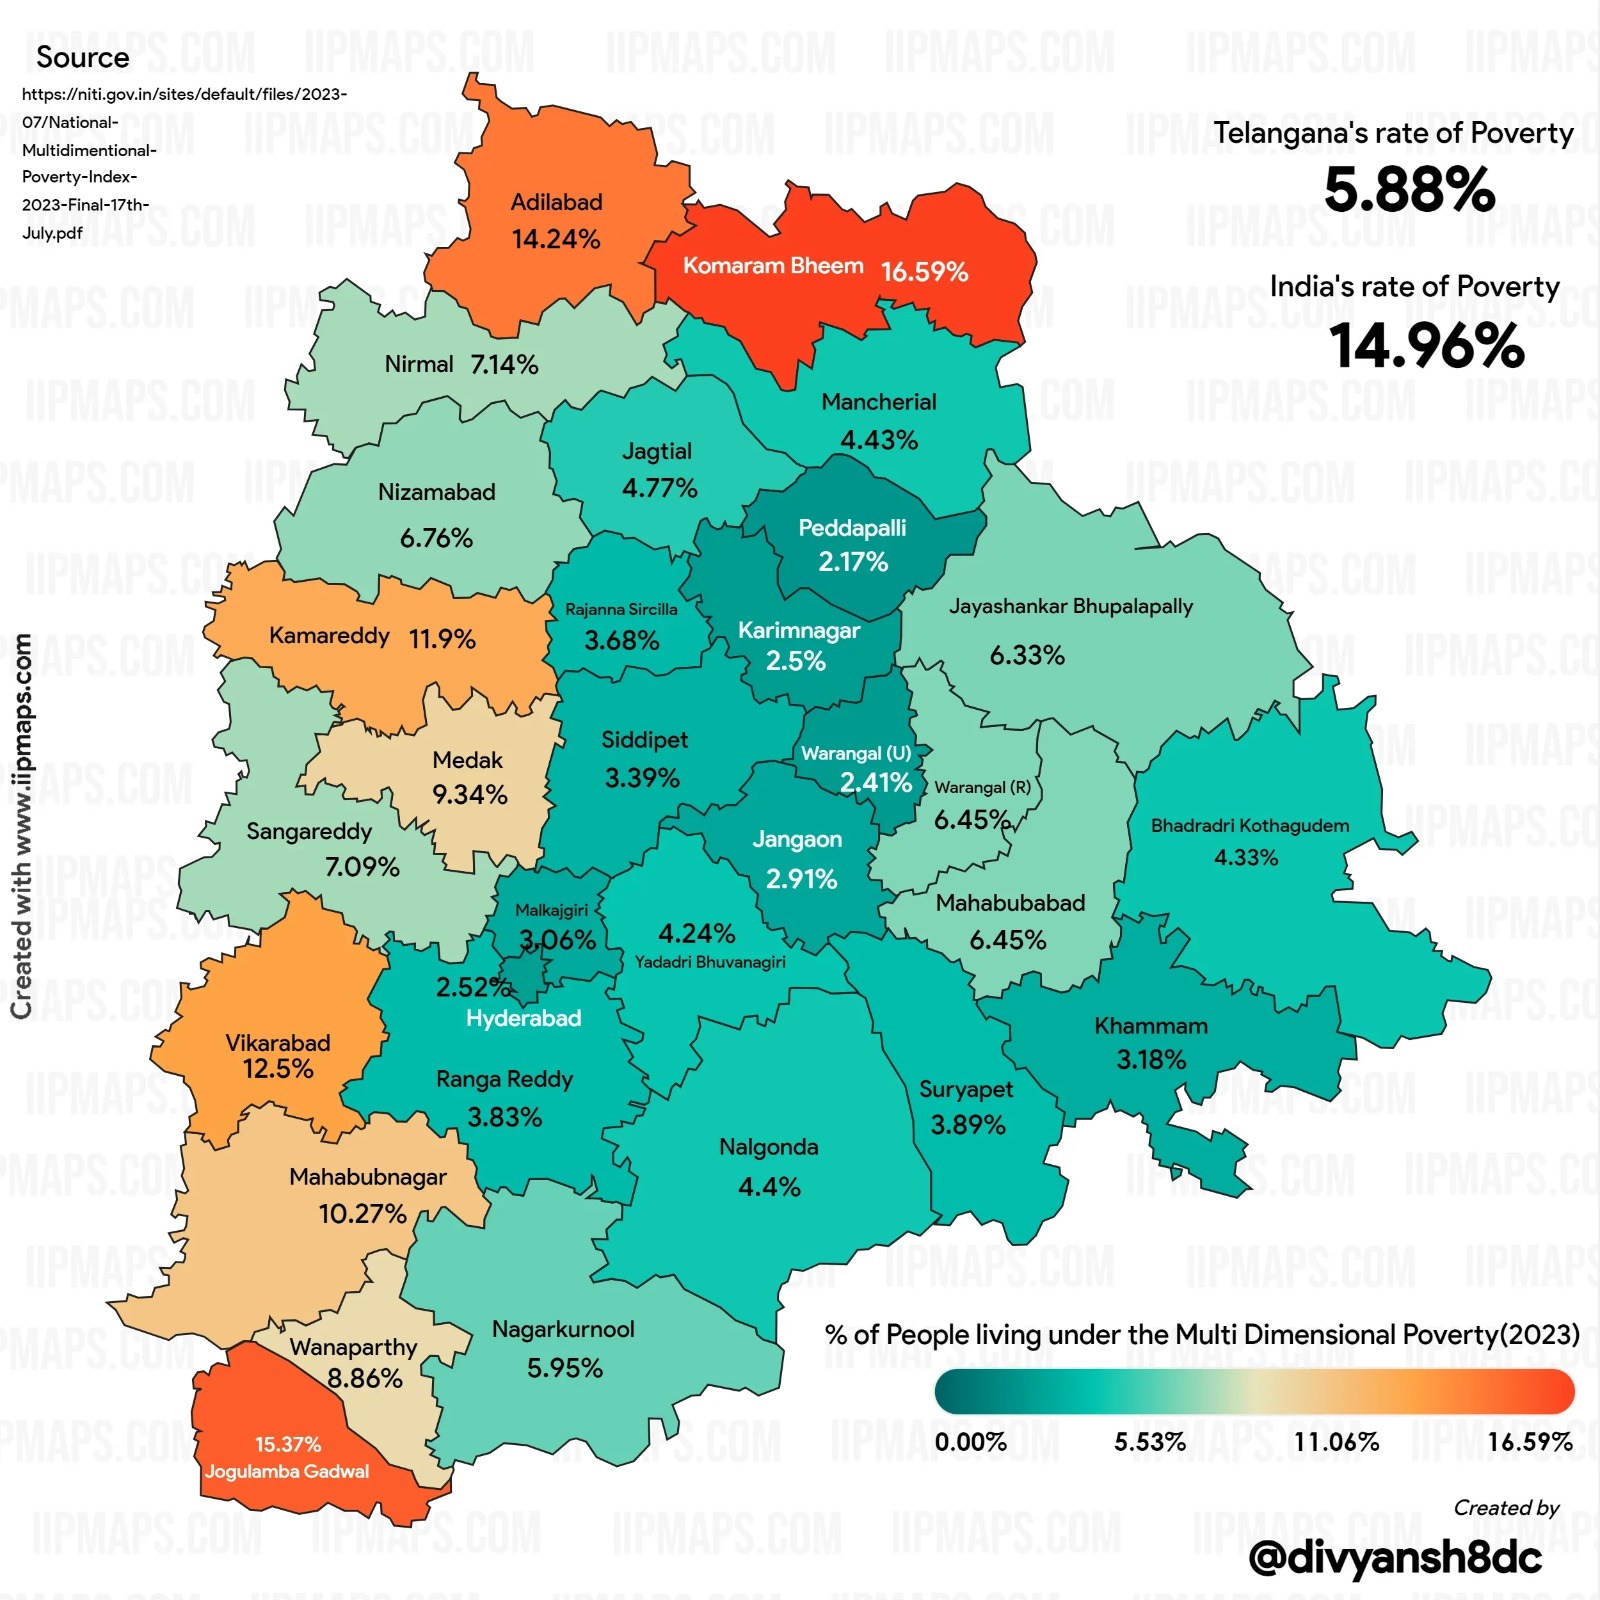 Source
https://niti.gov.in/sites/default/files/2023-
07/National-
Multidimentional-
Poverty-Index-
2023-Final-17th-
July.pdf
Telangana's rate of Poverty
5.88%
India's rate of Poverty
14.96%
Adilabad
14.24%
Komaram Bheem 16.59%
Nirmal 7.14%
Mancherial
4.43%
Jagtial
4.77%
Nizamabad
6.76%
Peddapalli
2.17%
Jayashankar Bhupalapally
6.33%
Kamareddy 11.9%
Rajanna Sircilla
3.68%
Karimnagar
2.5%
Siddipet
3.39%
Warangal (U)
2.41%
Medak
9.34%
Warangal (R)
6.45%
Sangareddy
7.09%
Jangaon
2.91%
Bhadradri Kothagudem
4.33%
Mahabubabad
6.45%
Malkajgiri
3.06%
4.24%
Yadadri Bhuvanagiri
2.52%
Hyderabad
Vikarabad
12.5%
Khammam
3.18%
Ranga Reddy
3.83%
Suryapet
3.89%
Nalgonda
4.4%
Mahabubnagar
10.27%
Nagarkurnool
5.95%
Wanaparthy
8.86%
15.37%
Jogulamba Gadwal
Created with www.iipmaps.com
% of People living under the Multi Dimensional Poverty(2023)
0.00% 5.53% 11.06% 16.59%
Created by
@divyansh8dc
IIPMAPS.COM